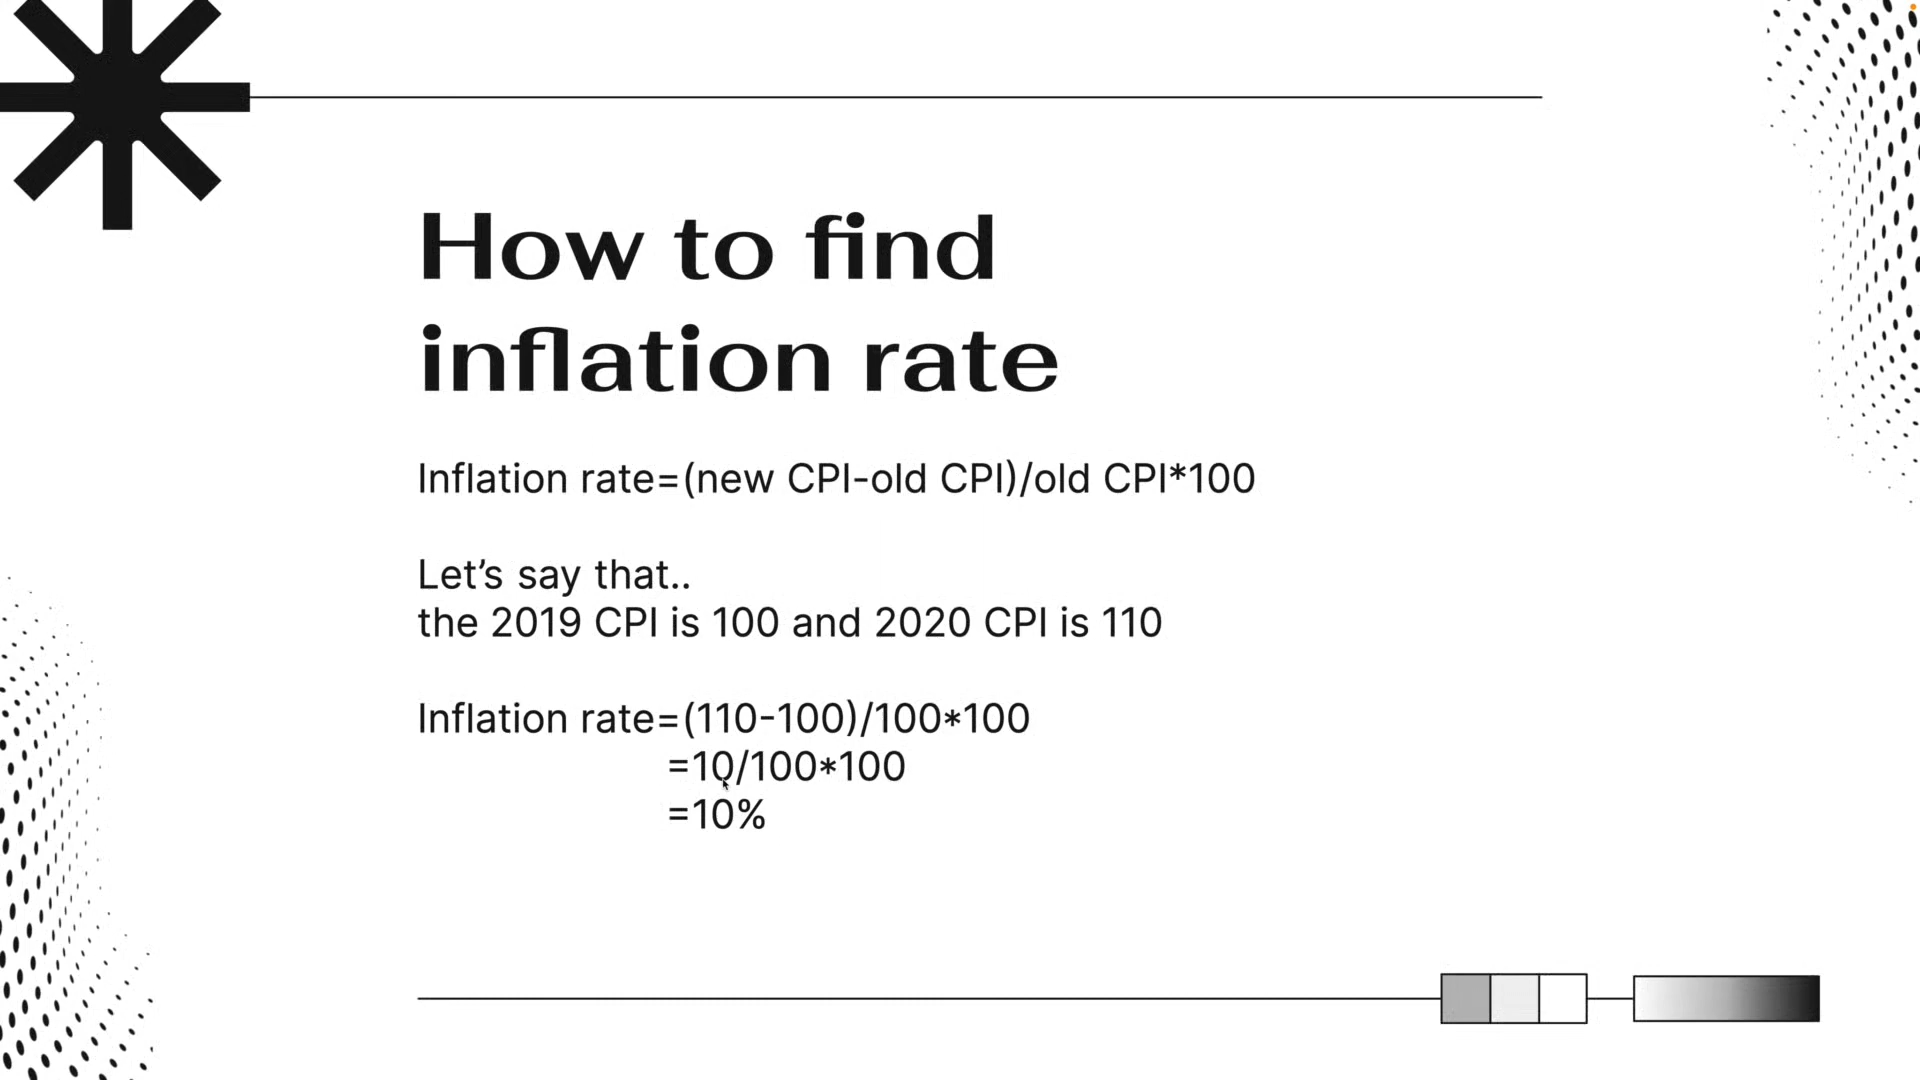 How to find
inflation rate
Inflation rate=(new CPI-old CPI)/old CPI*100
Let’s say that..
the 2019 CPI is 100 and 2020 CPI is 110
Inflation rate=(110-100)/100*100
=10/100*100
=10%